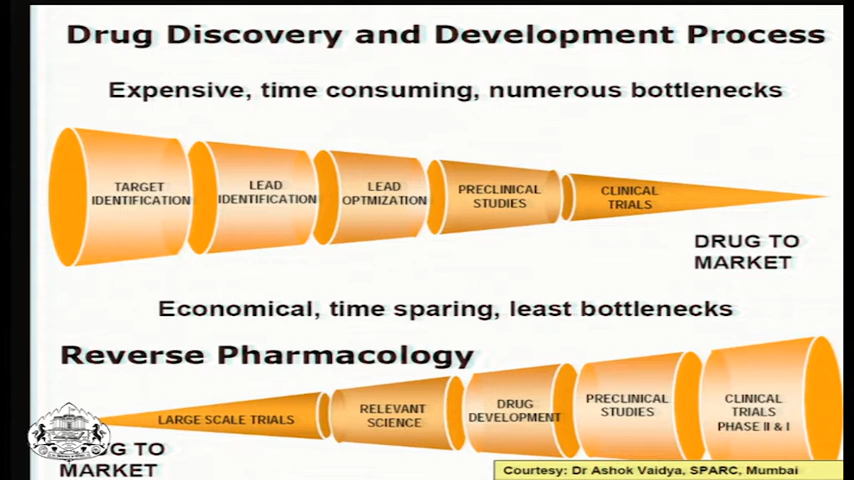 Drug Discovery and Development Process
Expensive, time consuming, numerous bottlenecks
TARGET
IDENTIFICATION
LEAD
IDENTIFICATION
LEAD
OPTMIZATION
PRECLINICAL
STUDIES
CLINICAL
TRIALS
DRUG TO
MARKET
Economical, time sparing, least bottlenecks
Reverse Pharmacology
LARGE SCALE TRIALS
RELEVANT
SCIENCE
DRUG
DEVELOPMENT
PRECLINICAL
STUDIES
CLINICAL
TRIALS
PHASE II & I
TO
MARKET
Courtesy: Dr Ashok Vaidya, SPARC, Mumbai